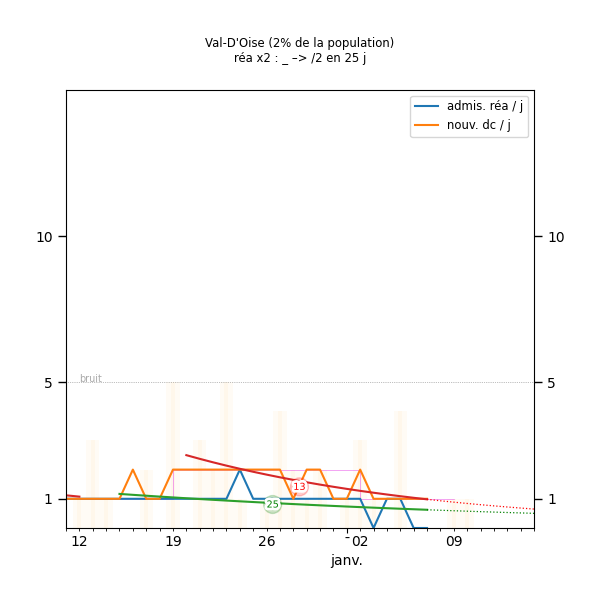 Val-D'Oise (2% de la population)
réa x2 : _ –> /2 en 25 j
admis. réa / j
nouv. dc / j
10
10
bruit
5
5
13
25
1
1
12
19
26
02
09
janv.